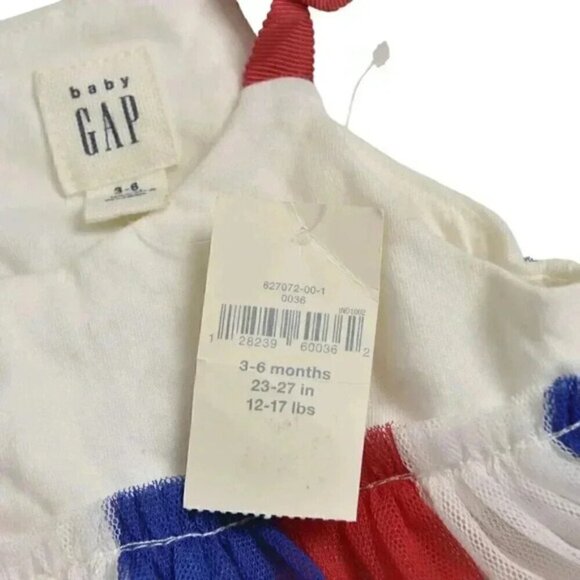 baby
GAP
3-6
627072-00-1
0036
IND1002
1 28239 60036 2
3-6 months
23-27 in
12-17 lbs